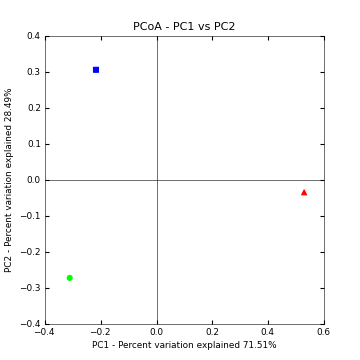 PCoA - PC1 vs PC2
0.4
0.3
0.2
0.1
0.0
−0.1
−0.2
−0.3
−0.4
PC2 - Percent variation explained 28.49%
−0.4 −0.2 0.0 0.2 0.4 0.6
PC1 - Percent variation explained 71.51%